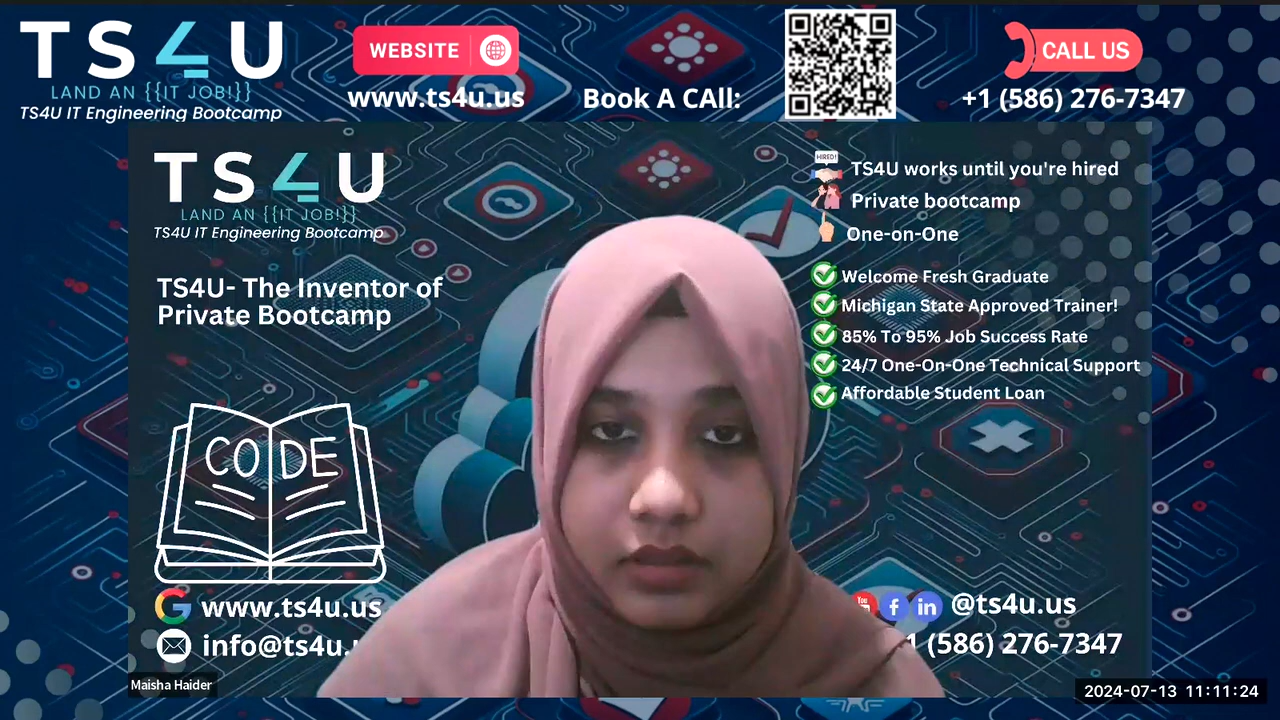 TS4U
LAND AN {{IT JOB!}}
TS4U IT Engineering Bootcamp
WEBSITE
www.ts4u.us
Book A CAll:
CALL US
+1 (586) 276-7347
TS4U
LAND AN {{IT JOB!}}
TS4U IT Engineering Bootcamp
TS4U- The Inventor of
Private Bootcamp
CODE
www.ts4u.us
info@ts4u.
HIRED!
TS4U works until you're hired
Private bootcamp
One-on-One
Welcome Fresh Graduate
Michigan State Approved Trainer!
85% To 95% Job Success Rate
24/7 One-On-One Technical Support
Affordable Student Loan
You
@ts4u.us
1 (586) 276-7347
Maisha Haider
2024-07-13 11:11:24